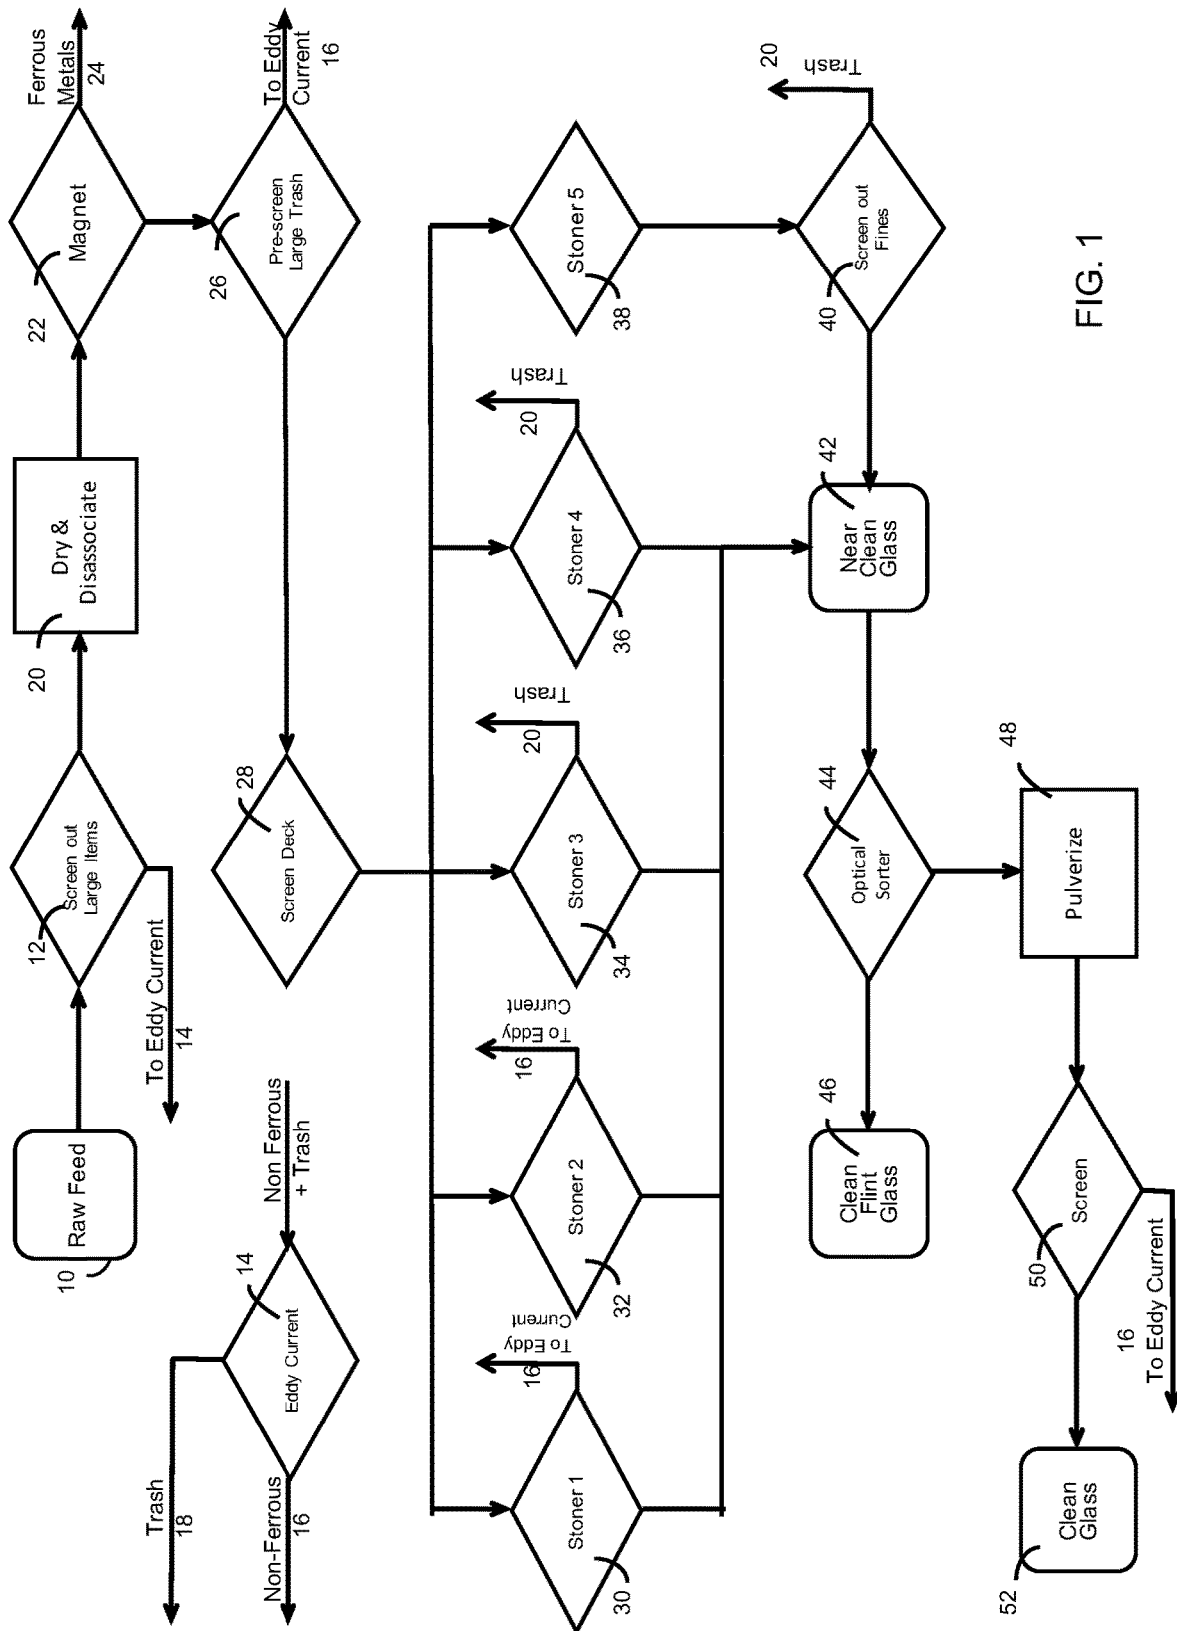 Raw Feed
10
Screen out
Large Items
12
To Eddy Current
14
Dry &
Disassociate
20
Magnet
22
Ferrous
Metals
24
Trash
18
Non-Ferrous
16
Eddy Current
14
Non Ferrous
+ Trash
Screen Deck
28
Pre-screen
Large Trash
26
To Eddy
Current
16
Stoner 1
30
To Eddy
Current
16
Stoner 2
32
To Eddy
Current
16
Stoner 3
34
Trash
20
Stoner 4
36
Trash
20
Stoner 5
38
Clean
Flint
Glass
46
Optical
Sorter
44
Near
Clean
Glass
42
Screen out
Fines
40
Trash
20
Clean
Glass
52
Screen
50
16
To Eddy Current
Pulverize
48
FIG. 1